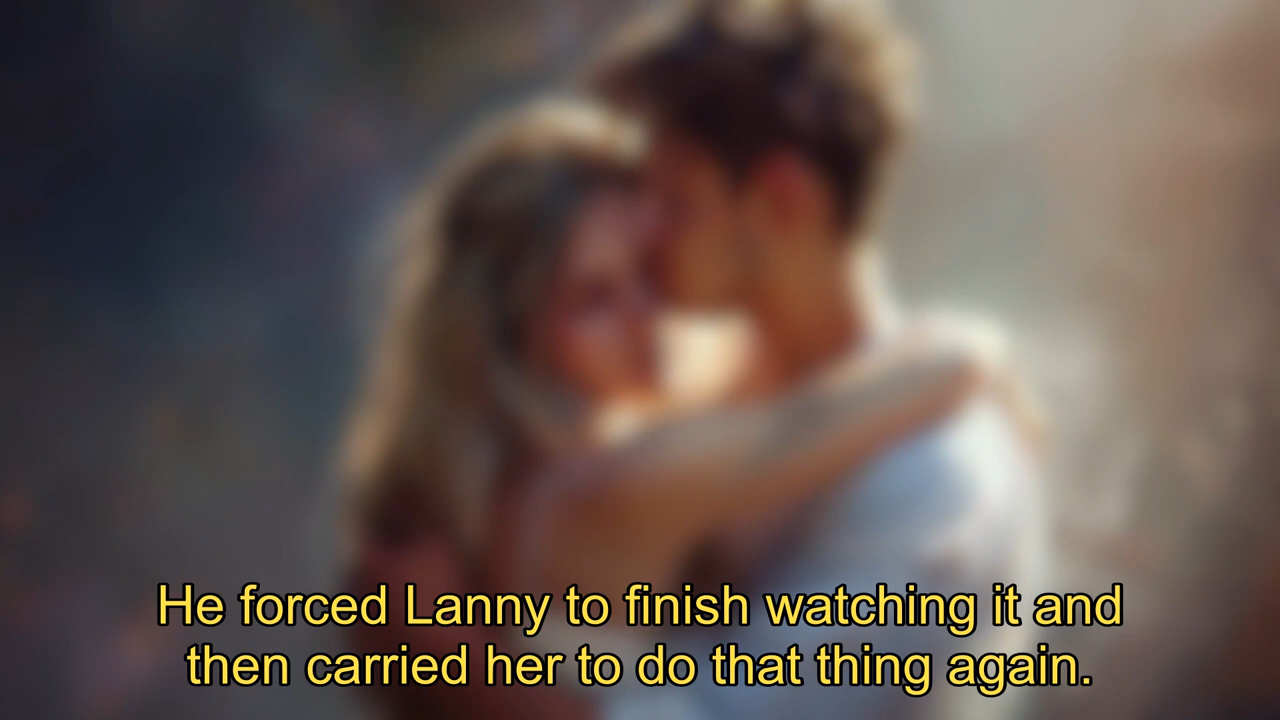 He forced Lanny to finish watching it and
then carried her to do that thing again.